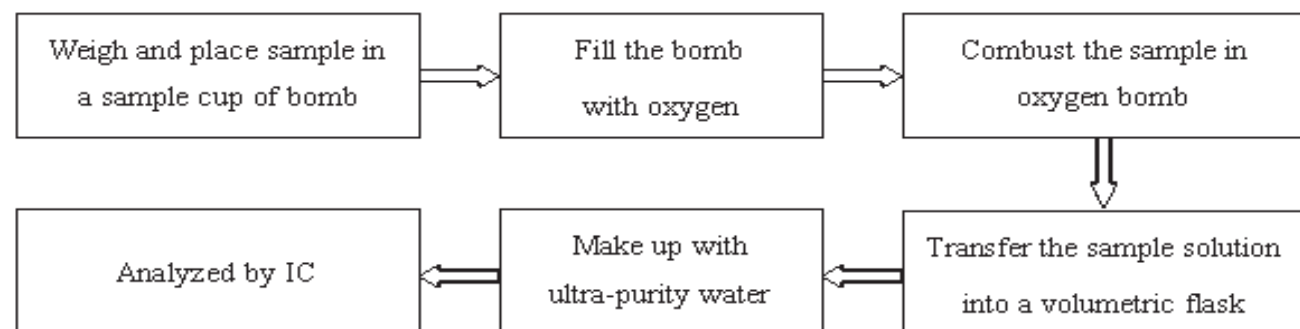 Weigh and place sample in
a sample cup of bomb
Fill the bomb
with oxygen
Combust the sample in
oxygen bomb
Transfer the sample solution
into a volumetric flask
Make up with
ultra-purity water
Analyzed by IC